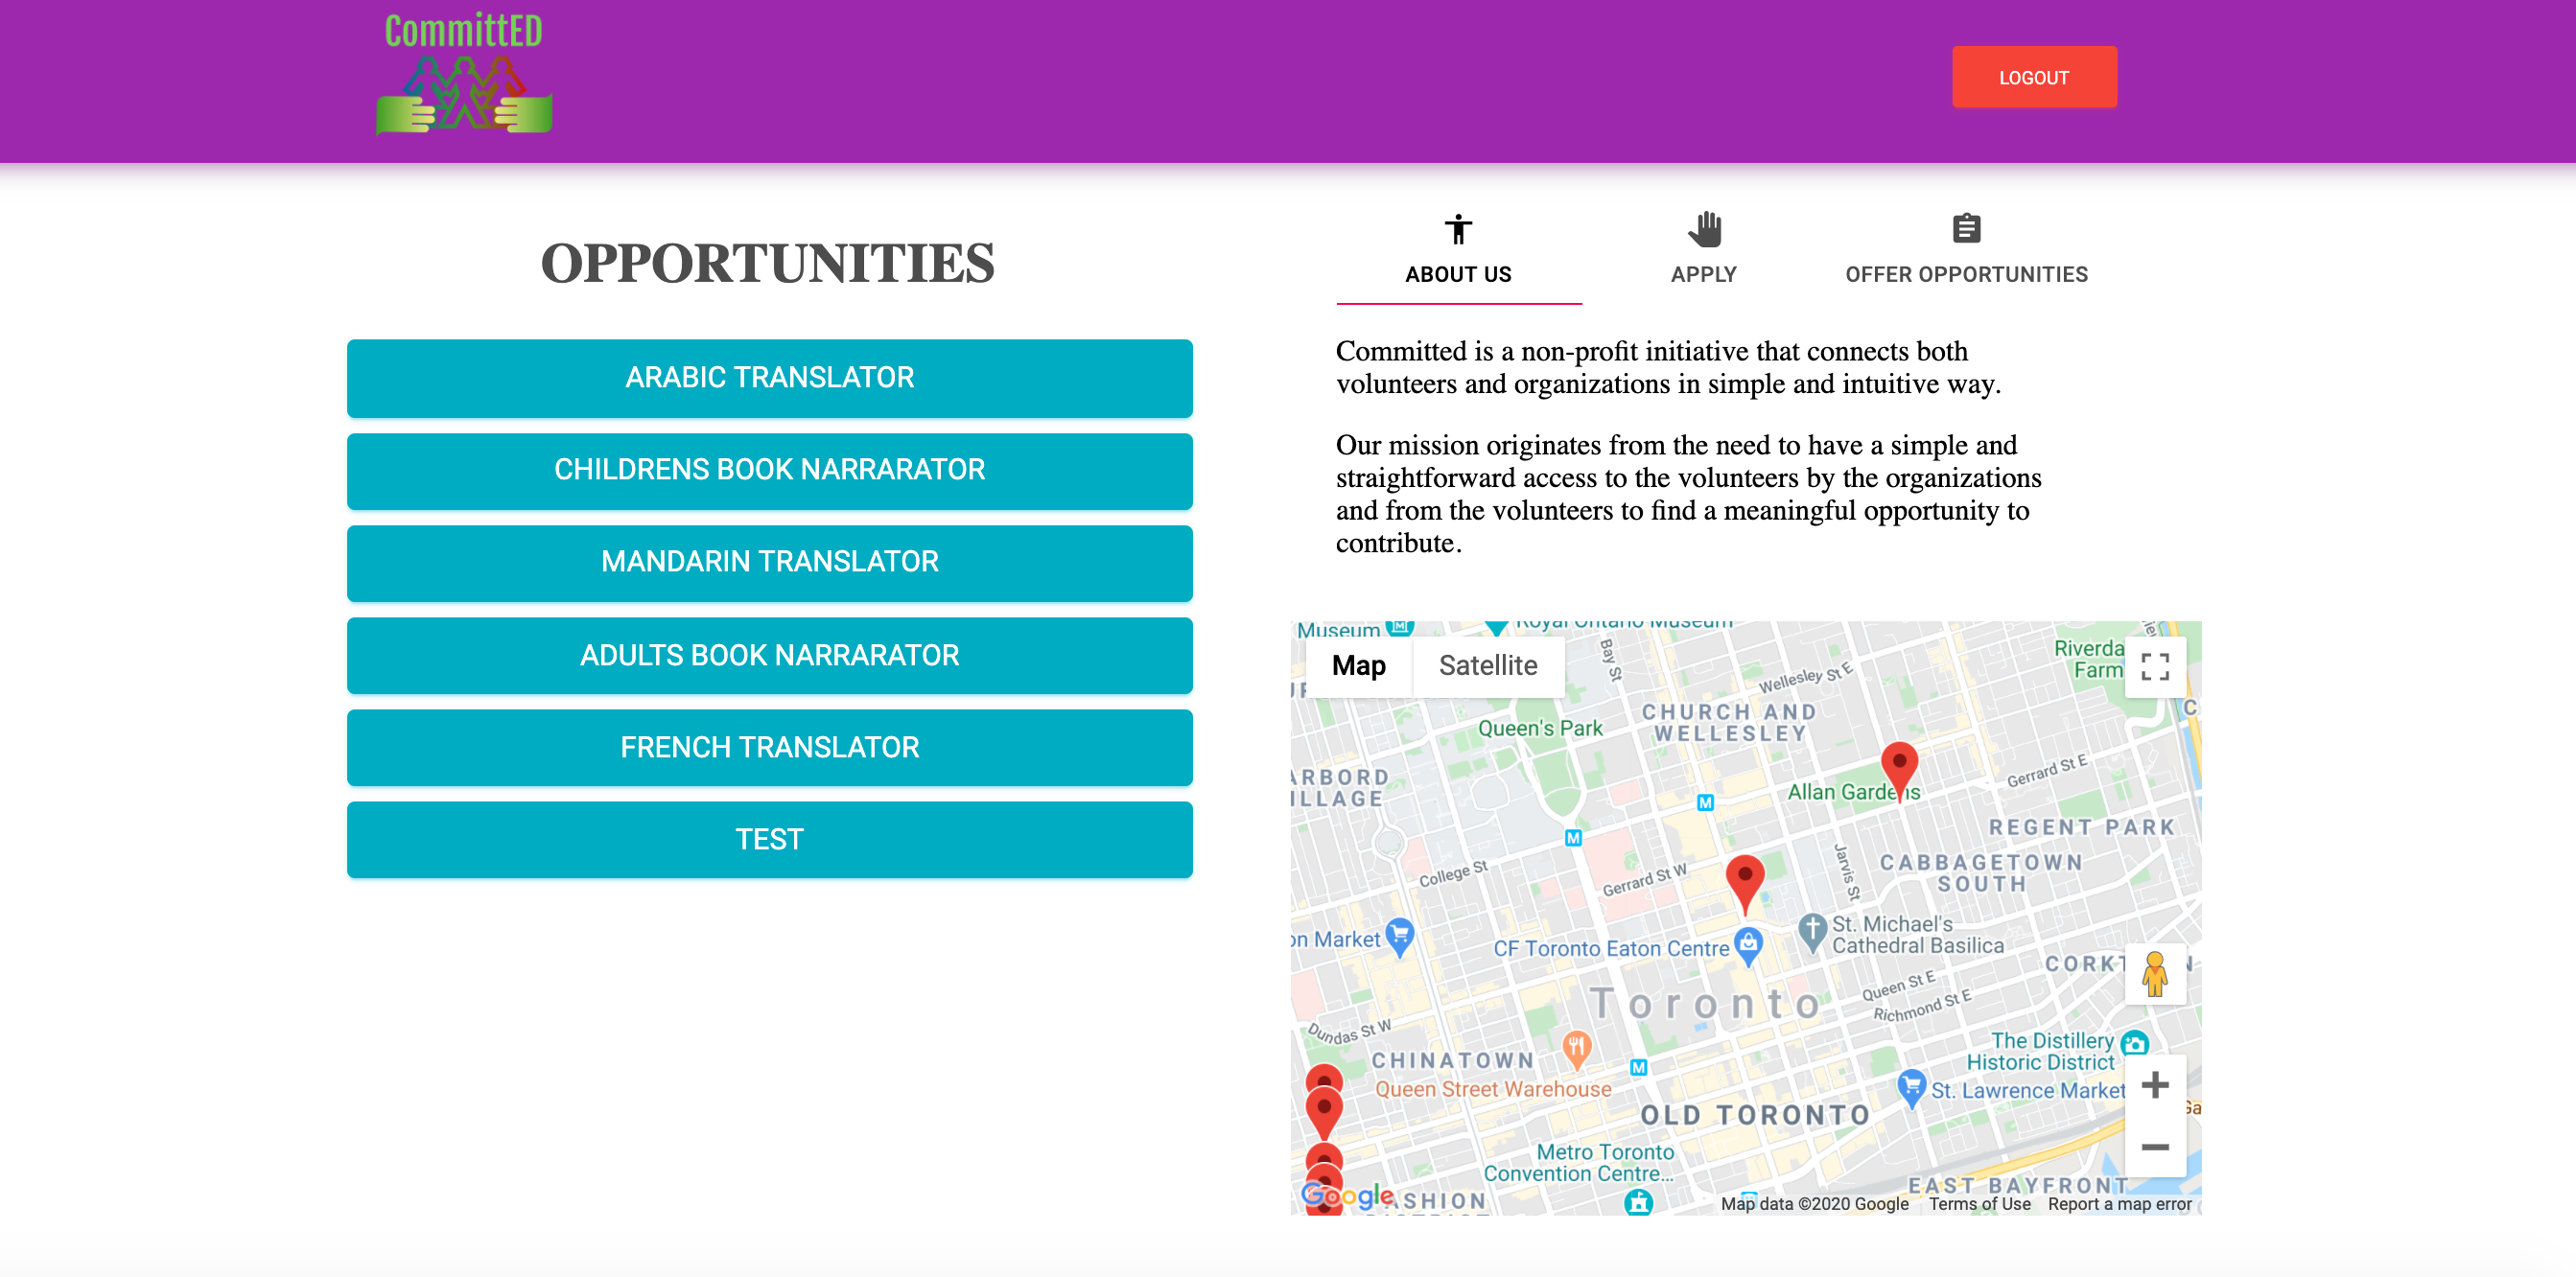 CommittED
LOGOUT
OPPORTUNITIES
ARABIC TRANSLATOR
CHILDRENS BOOK NARRARATOR
MANDARIN TRANSLATOR
ADULTS BOOK NARRARATOR
FRENCH TRANSLATOR
TEST
ABOUT US
APPLY
OFFER OPPORTUNITIES
Committed is a non-profit initiative that connects both
volunteers and organizations in simple and intuitive way.
Our mission originates from the need to have a simple and
straightforward access to the volunteers by the organizations
and from the volunteers to find a meaningful opportunity to
contribute.
Museum
Royal Ontario Museum
Map
Satellite
Bay St
Wellesley St E
Riverda
Farm
C
Queen's Park
CHURCH AND
WELLESLEY
ARBORD
ILLAGE
Allan Gardens
Gerrard St E
REGENT PARK
College St
Gerrard St W
Jarvis St
CABBAGETOWN
SOUTH
on Market
CF Toronto Eaton Centre
St. Michael's
Cathedral Basilica
CORKT
N
Toronto
Queen St E
Richmond St E
Dundas St W
CHINATOWN
Queen Street Warehouse
The Distillery
Historic District
St. Lawrence Market
Ga
OLD TORONTO
Metro Toronto
Convention Centre...
EAST BAYFRONT
Google
ASHION
Map data ©2020 Google
Terms of Use
Report a map error